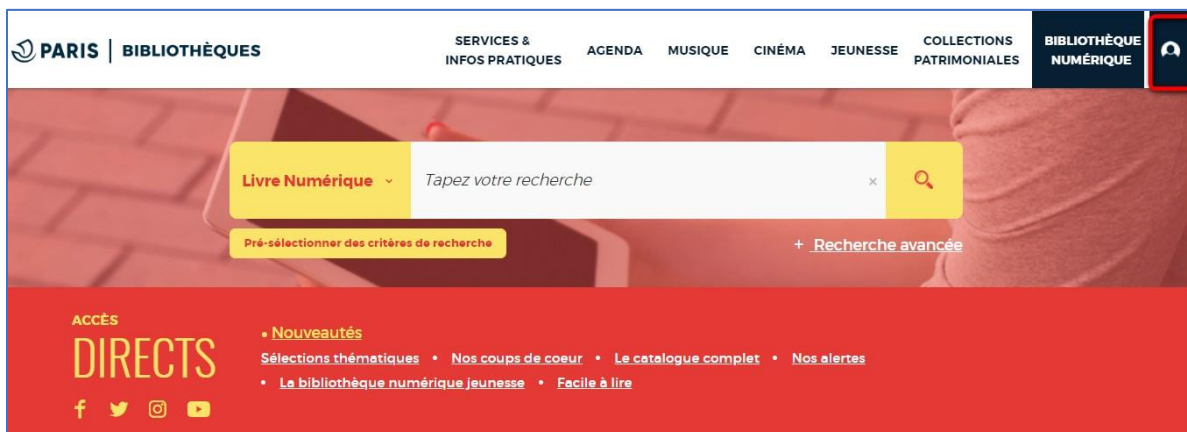 PARIS | BIBLIOTHÈQUES
SERVICES &
INFOS PRATIQUES
AGENDA
MUSIQUE
CINÉMA
JEUNESSE
COLLECTIONS
PATRIMONIALES
BIBLIOTHÈQUE
NUMÉRIQUE
Livre Numérique
Tapez votre recherche
×
Pré-sélectionner des critères de recherche
+ Recherche avancée
ACCÈS
DIRECTS
• Nouveautés
Sélections thématiques • Nos coups de coeur • Le catalogue complet • Nos alertes
• La bibliothèque numérique jeunesse • Facile à lire